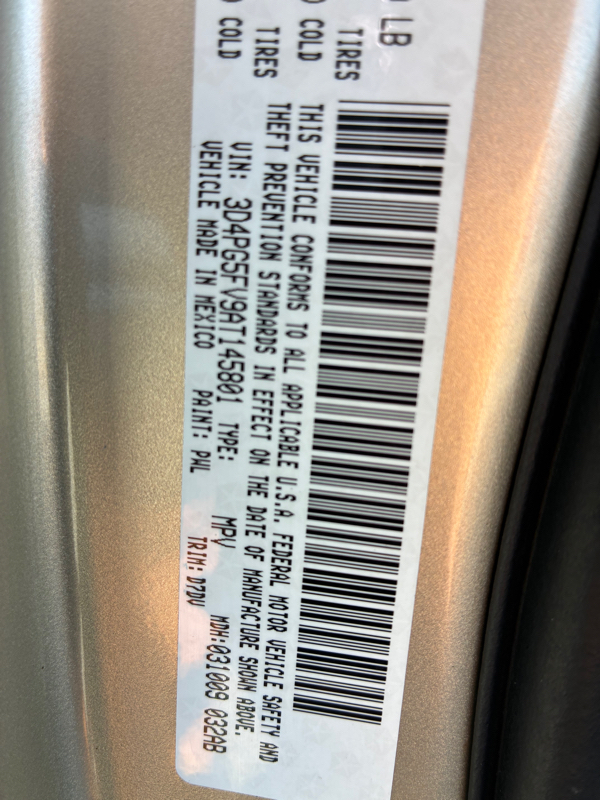 LB
TIRES COLD
TIRES COLD
THIS VEHICLE CONFORMS TO ALL APPLICABLE U.S.A. FEDERAL MOTOR VEHICLE SAFETY AND
THEFT PREVENTION STANDARDS IN EFFECT ON THE DATE OF MANUFACTURE SHOWN ABOVE.
VIN: 3D4PG5FV9AT145801 TYPE: MPV MDH:031009 032AB
VEHICLE MADE IN MEXICO PAINT: PWL TRIM: D7DV